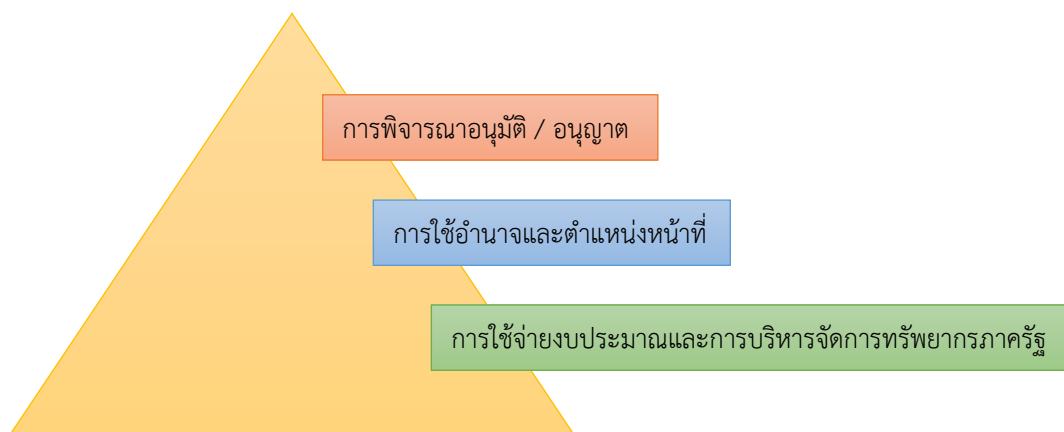 การพิจารณาอนุมัติ / อนุญาต
การใช้อำนาจและตำแหน่งหน้าที่
การใช้จ่ายงบประมาณและการบริหารจัดการทรัพยากรภาครัฐ